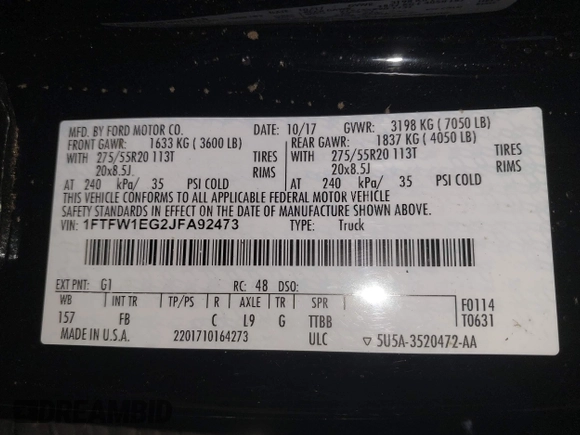 MFD. BY FORD MOTOR CO. DATE: 10/17 GVWR: 3198 KG ( 7050 LB)
FRONT GAWR: 1633 KG ( 3600 LB) REAR GAWR: 1837 KG ( 4050 LB)
WITH 275/55R20 113T TIRES WITH 275/55R20 113T TIRES
20x8.5J. RIMS 20x8.5J RIMS
AT 240 kPa/ 35 PSI COLD AT 240 kPa/ 35 PSI COLD
THIS VEHICLE CONFORMS TO ALL APPLICABLE FEDERAL MOTOR VEHICLE
SAFETY STANDARDS IN EFFECT ON THE DATE OF MANUFACTURE SHOWN ABOVE.
VIN: 1FTFW1EG2JFA92473 TYPE: Truck
EXT PNT: G1 RC: 48 DSO:
WB INT TR TP/PS R AXLE TR SPR F0114
157 FB C L9 G TTBB T0631
MADE IN U.S.A. 2201710164273 ULC ▽ 5U5A-3520472-AA
DREAMBID